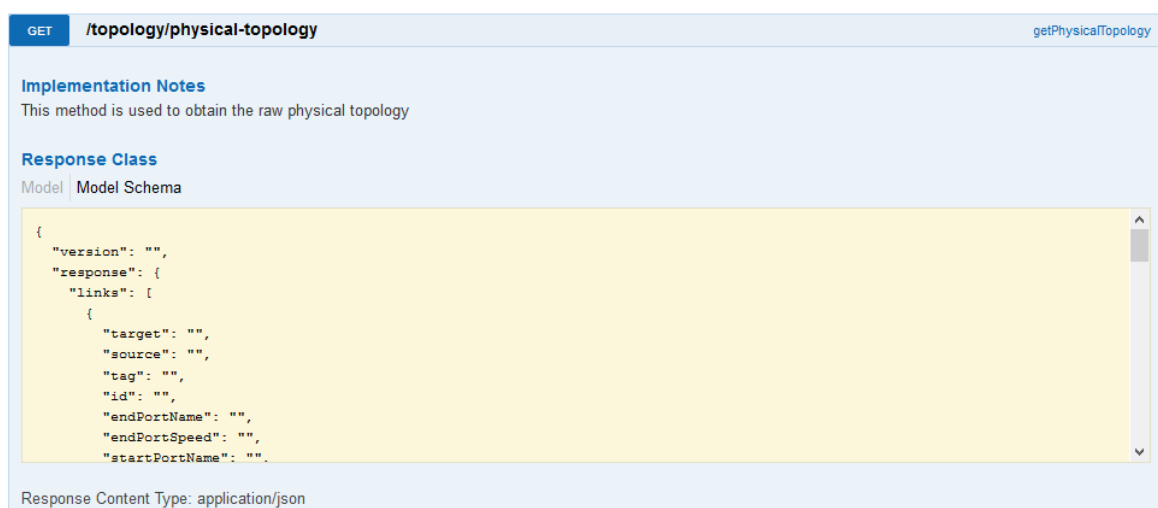 GET /topology/physical-topology getPhysicalTopology
Implementation Notes
This method is used to obtain the raw physical topology
Response Class
Model Model Schema
{
"version": "",
"response": {
"links": [
{
"target": "",
"source": "",
"tag": "",
"id": "",
"endPortName": "",
"endPortSpeed": "",
"startPortName": "",
Response Content Type: application/json